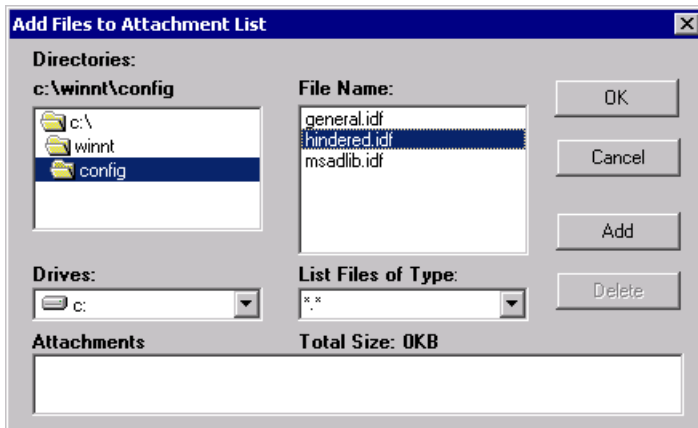 Add Files to Attachment List
Directories:
c:\winnt\config
File Name:
OK
c:\
winnt
config
general.idf
hindered.idf
msadlib.idf
Cancel
Add
Drives:
List Files of Type:
Delete
c:
*.*
Attachments
Total Size: 0KB